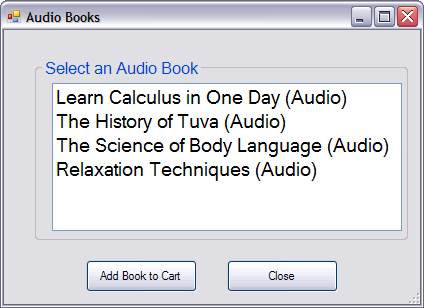 Audio Books
Select an Audio Book
Learn Calculus in One Day (Audio)
The History of Tuva (Audio)
The Science of Body Language (Audio)
Relaxation Techniques (Audio)
Add Book to Cart
Close